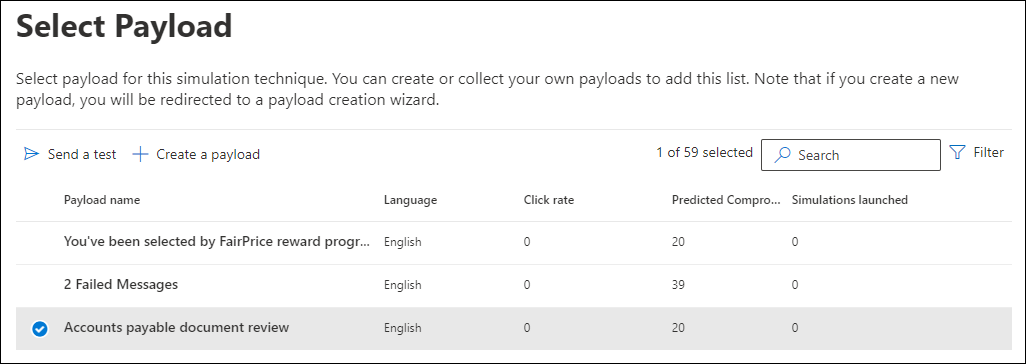 Select Payload
Select payload for this simulation technique. You can create or collect your own payloads to add this list. Note that if you create a new
payload, you will be redirected to a payload creation wizard.
Send a test Create a payload 1 of 59 selected Search Filter
Payload name Language Click rate Predicted Compro... Simulations launched
You've been selected by FairPrice reward progr... English 0 20 0
2 Failed Messages English 0 39 0
Accounts payable document review English 0 20 0